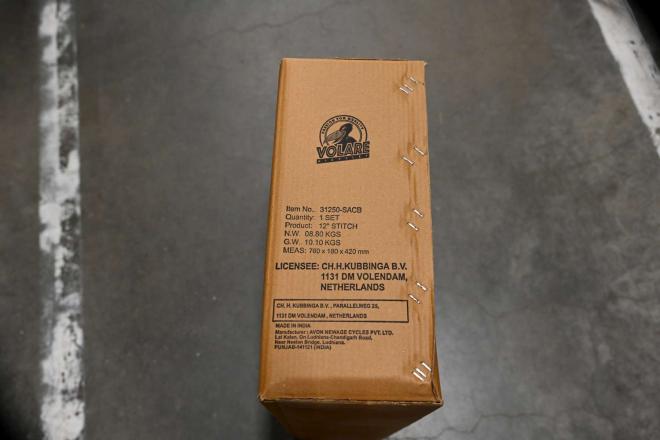 VOLARE
Item No.. 31250-SACB
Quantity: 1 SET
Product: 12" STITCH
N.W. 08.80 KGS
G.W. 10.10 KGS
MEAS: 760 x 180 x 420 mm
LICENSEE: CH.H.KUBBINGA B.V.
1131 DM VOLENDAM,
NETHERLANDS
CH. H. KUBBINGA B.V. , PARALLELWEG 25,
1131 DM VOLENDAM , NETHERLANDS
MADE IN INDIA
Manufacturer : AVON NEWAGE CYCLES PVT. LTD.
Lal Kalan, On Ludhiana-Chandigarh Road,
Near Neelon Bridge, Ludhiana.
PUNJAB-141121 (INDIA)